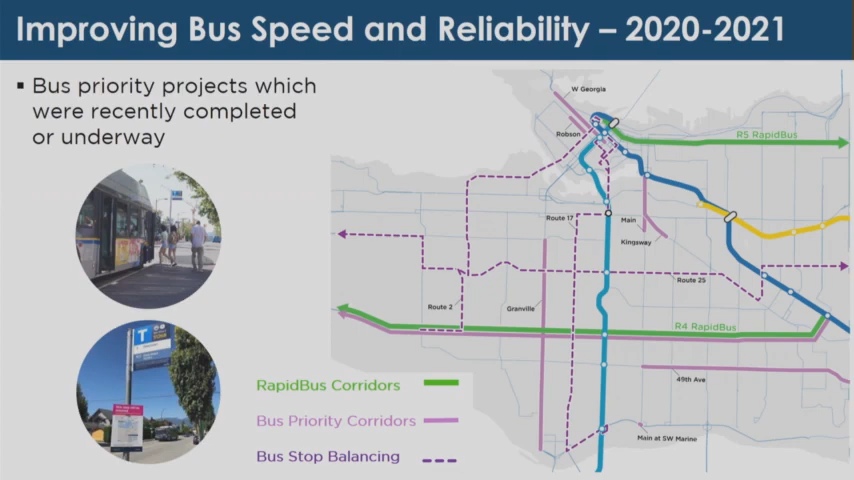 Improving Bus Speed and Reliability – 2020-2021
▪ Bus priority projects which
were recently completed
or underway
W Georgia
Robson
R5 RapidBus
Route 17
Main
Kingsway
Route 25
Route 2
Granville
R4 RapidBus
49th Ave
Main at SW Marine
RapidBus Corridors
Bus Priority Corridors
Bus Stop Balancing
T